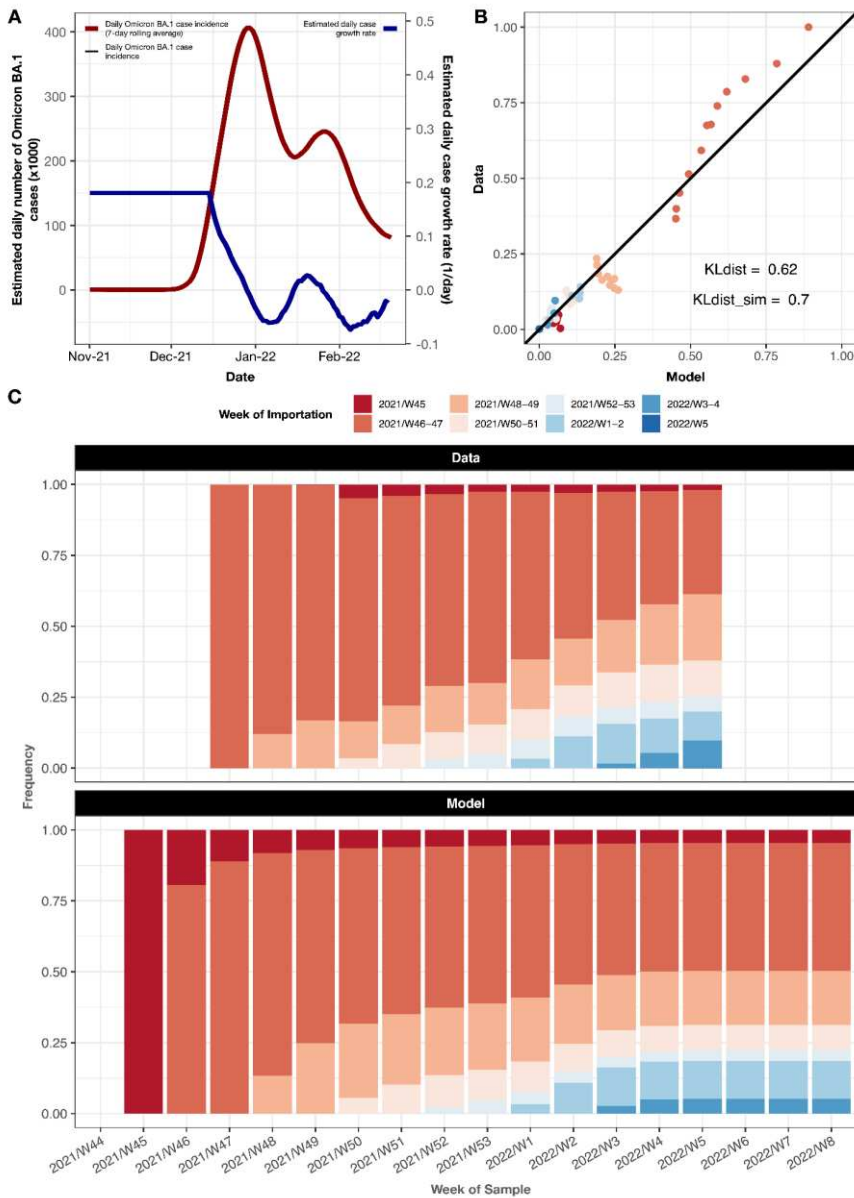 A
Daily Omicron BA.1 case incidence
(7-day rolling average)
Daily Omicron BA.1 case
incidence
Estimated daily case
growth rate
Estimated daily number of Omicron BA.1
cases (x1000)
400
350
250
150
100
0
0.5
0.4
0.3
0.2
0.1
0.0
-0.1
Estimated daily case growth rate (1/day)
Nov-21
Dec-21
Jan-22
Feb-22
Date
B
1.00
0.75
0.50
0.25
0.00
Data
KLdist = 0.62
KLdist_sim = 0.7
0.00
0.25
0.50
0.75
1.00
Model
C
Week of Importation
2021/W45
2021/W46-47
2021/W48-49
2021/W50-51
2021/W52-53
2022/W1-2
2022/W3-4
2022/W5
Data
1.00
0.75
0.50
0.25
0.00
Frequency
Model
1.00
0.75
0.50
0.25
0.00
2021/W44
2021/W45
2021/W46
2021/W47
2021/W48
2021/W49
2021/W50
2021/W51
2021/W52
2021/W53
2022/W1
2022/W2
2022/W3
2022/W4
2022/W5
2022/W6
2022/W7
2022/W8
Week of Sample